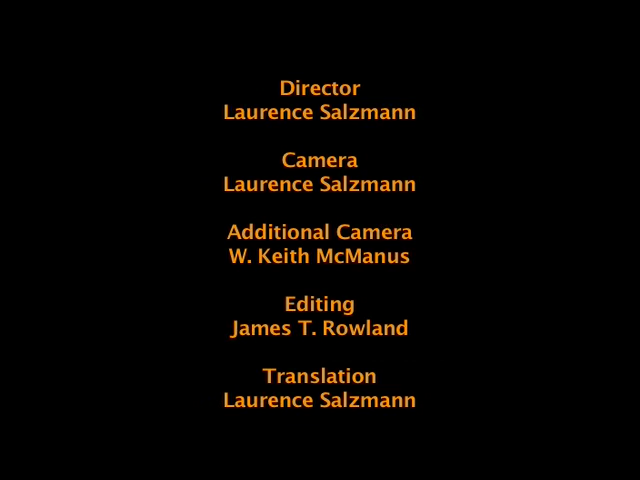 Director
Laurence Salzmann
Camera
Laurence Salzmann
Additional Camera
W. Keith McManus
Editing
James T. Rowland
Translation
Laurence Salzmann